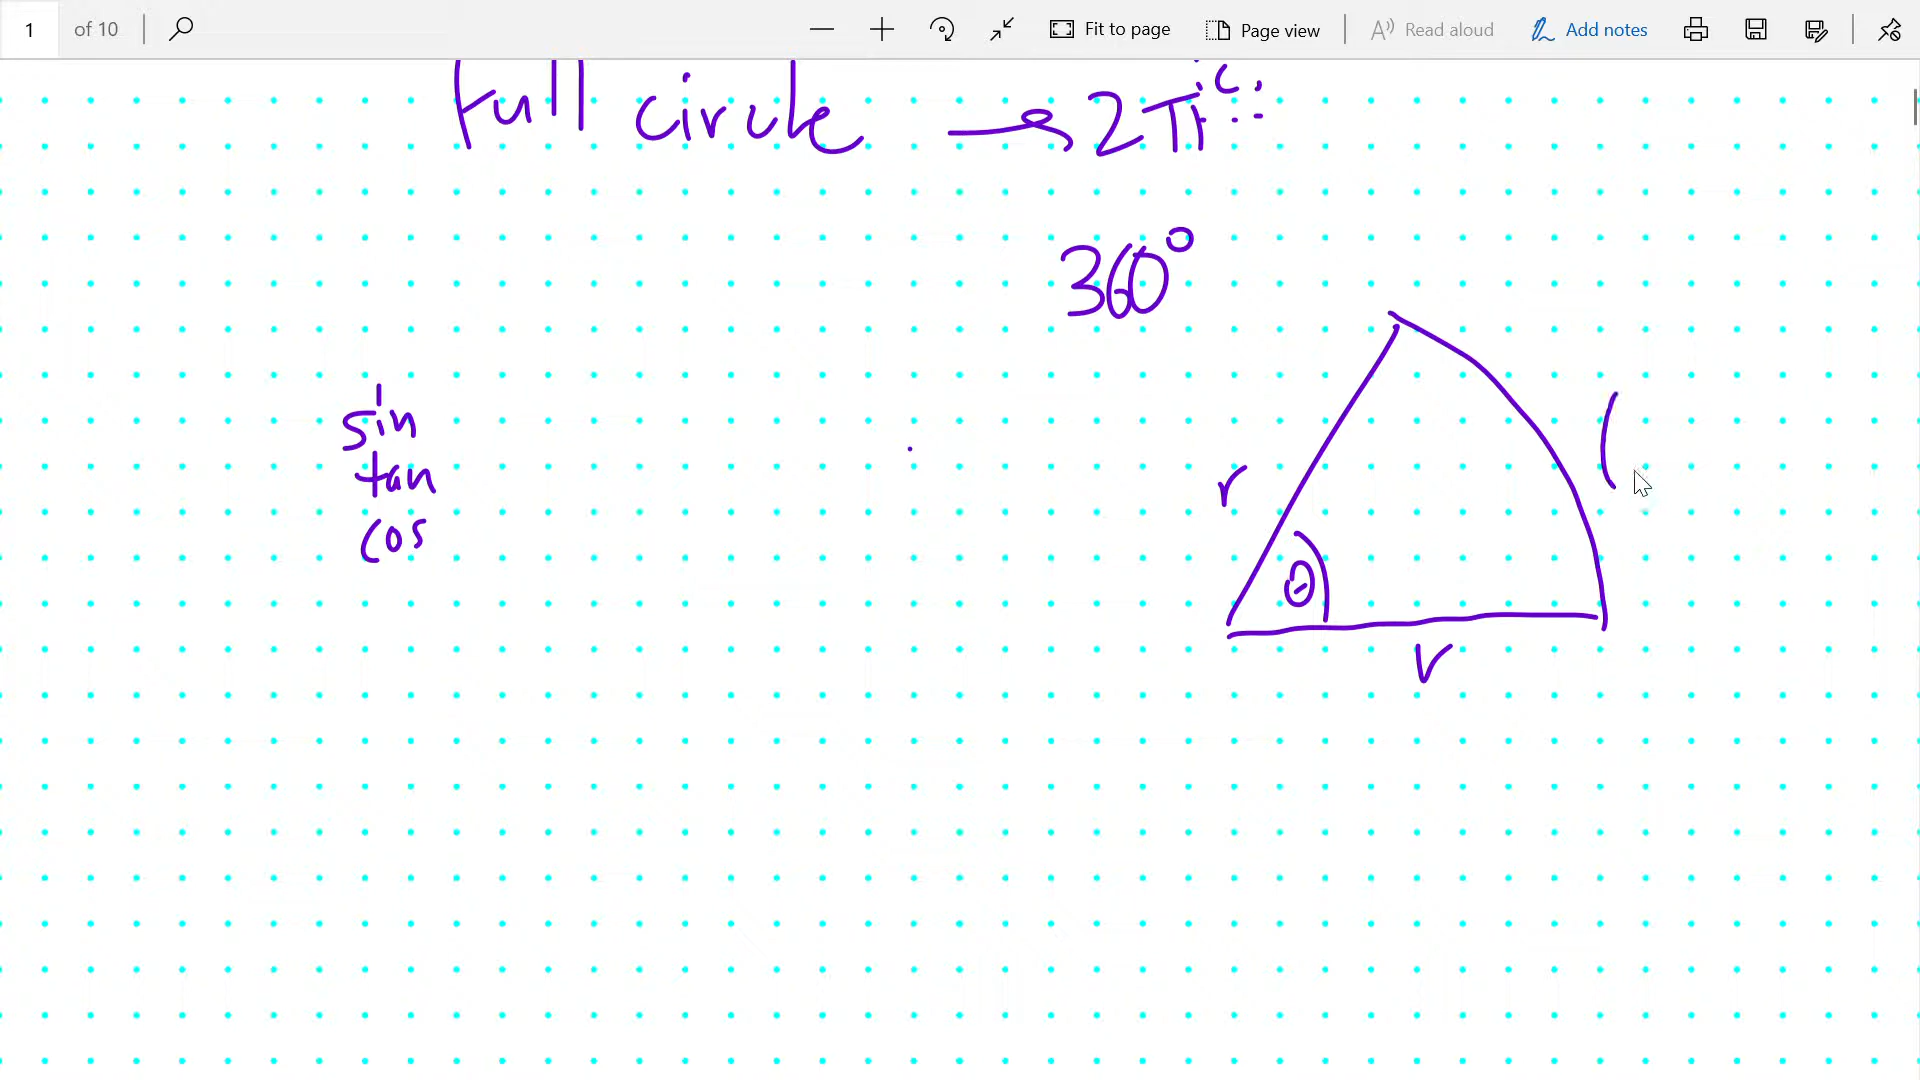 1 of 10 Fit to page Page view Read aloud Add notes
Full circle → 2π^c
360°
sin
tan
cos
r
θ
r
(